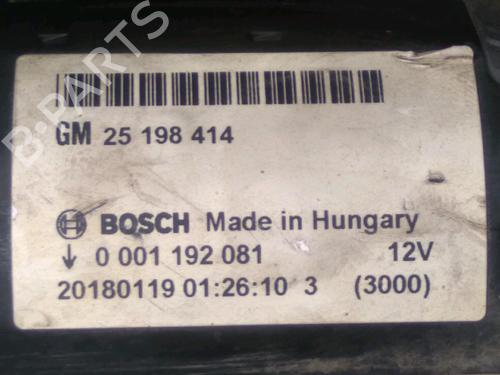 B-PARTS
GM 25 198 414
BOSCH Made in Hungary
0 001 192 081 12V
20180119 01:26:10 3 (3000)